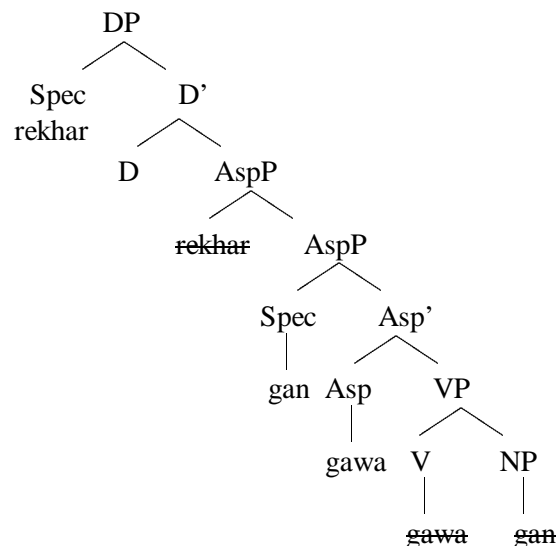 DP
Spec D’
rekhar
D AspP
rekhar AspP
Spec Asp’
gan Asp VP
gawa V NP
gawa gan